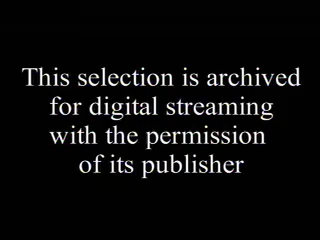 This selection is archived
for digital streaming
with the permission
of its publisher